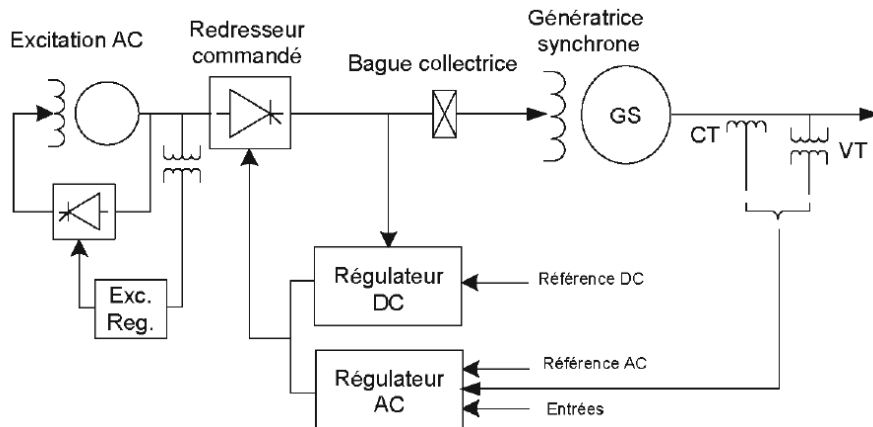 Excitation AC
Redresseur
commandé
Bague collectrice
Génératrice
synchrone
GS
CT
VT
Exc.
Reg.
Régulateur
DC
Référence DC
Régulateur
AC
Référence AC
Entrées